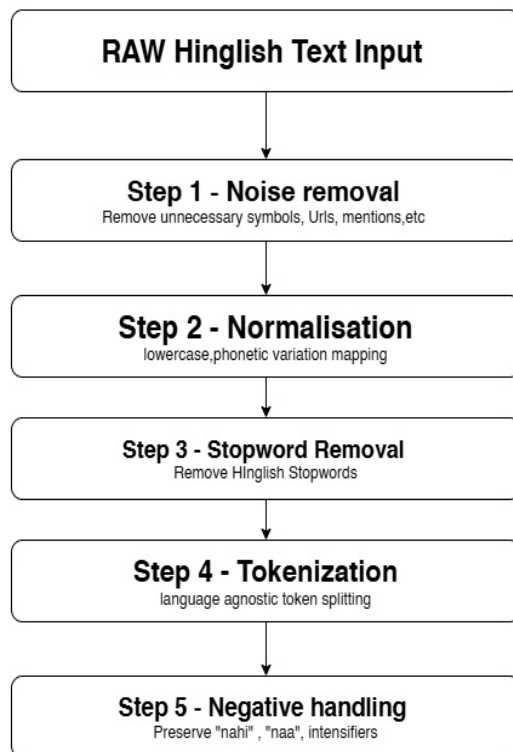 RAW Hinglish Text Input
Step 1 - Noise removal
Remove unnecessary symbols, Urls, mentions,etc
Step 2 - Normalisation
lowercase,phonetic variation mapping
Step 3 - Stopword Removal
Remove HInglish Stopwords
Step 4 - Tokenization
language agnostic token splitting
Step 5 - Negative handling
Preserve "nahi" , "naa", intensifiers